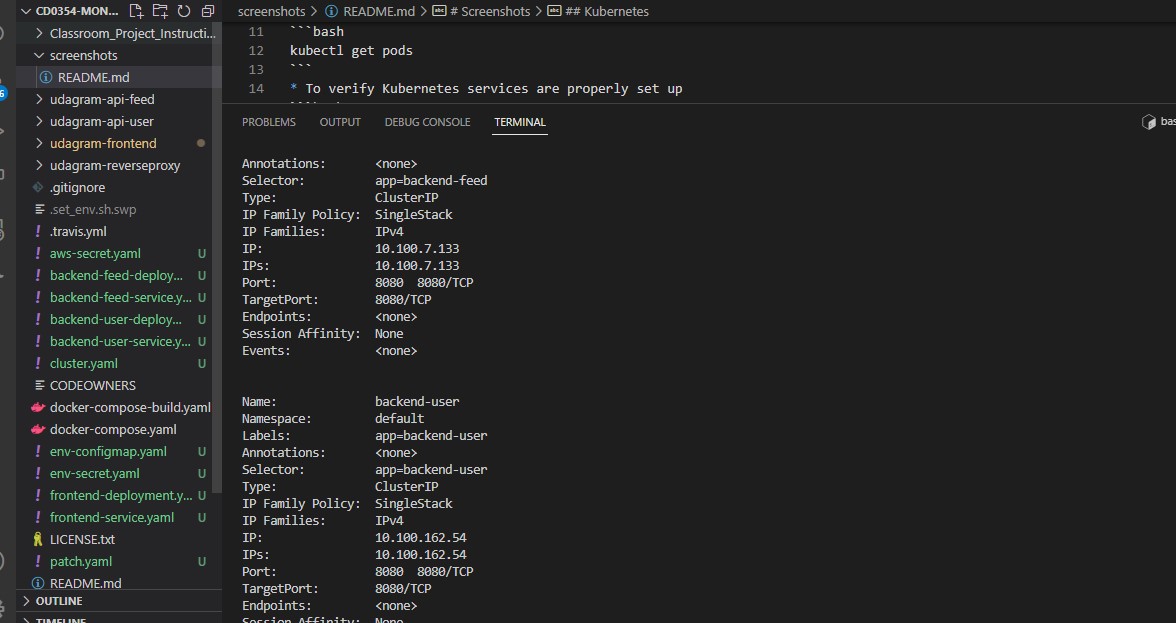 CD0354-MON...
Classroom_Project_Instructi...
screenshots
README.md
udagram-api-feed
udagram-api-user
udagram-frontend
udagram-reverseproxy
.gitignore
.set_env.sh.swp
.travis.yml
aws-secret.yaml U
backend-feed-deploy... U
backend-feed-service.y... U
backend-user-deploy... U
backend-user-service.y... U
cluster.yaml U
CODEOWNERS
docker-compose-build.yaml
docker-compose.yaml
env-configmap.yaml U
env-secret.yaml U
frontend-deployment.y... U
frontend-service.yaml U
LICENSE.txt
patch.yaml U
README.md
OUTLINE
TIMELINE
screenshots > README.md > # Screenshots > ## Kubernetes
11 ```bash
12 kubectl get pods
13 ```
14 * To verify Kubernetes services are properly set up
PROBLEMS OUTPUT DEBUG CONSOLE TERMINAL
bas
Annotations: <none>
Selector: app=backend-feed
Type: ClusterIP
IP Family Policy: SingleStack
IP Families: IPv4
IP: 10.100.7.133
IPs: 10.100.7.133
Port: 8080 8080/TCP
TargetPort: 8080/TCP
Endpoints: <none>
Session Affinity: None
Events: <none>
Name: backend-user
Namespace: default
Labels: app=backend-user
Annotations: <none>
Selector: app=backend-user
Type: ClusterIP
IP Family Policy: SingleStack
IP Families: IPv4
IP: 10.100.162.54
IPs: 10.100.162.54
Port: 8080 8080/TCP
TargetPort: 8080/TCP
Endpoints: <none>
Session Affinity: None